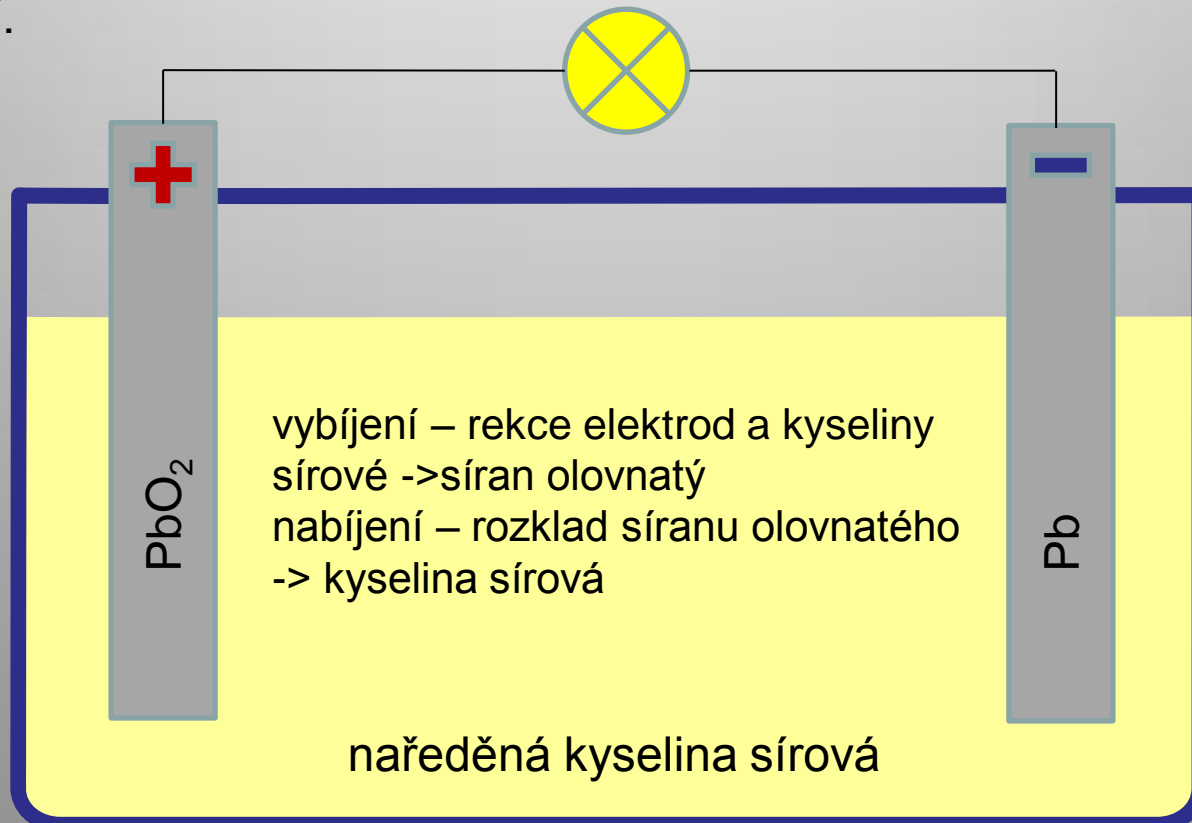 .
+
-
PbO₂
Pb
vybíjení – rekce elektrod a kyseliny
sírové ->síran olovnatý
nabíjení – rozklad síranu olovnatého
-> kyselina sírová
naředěná kyselina sírová